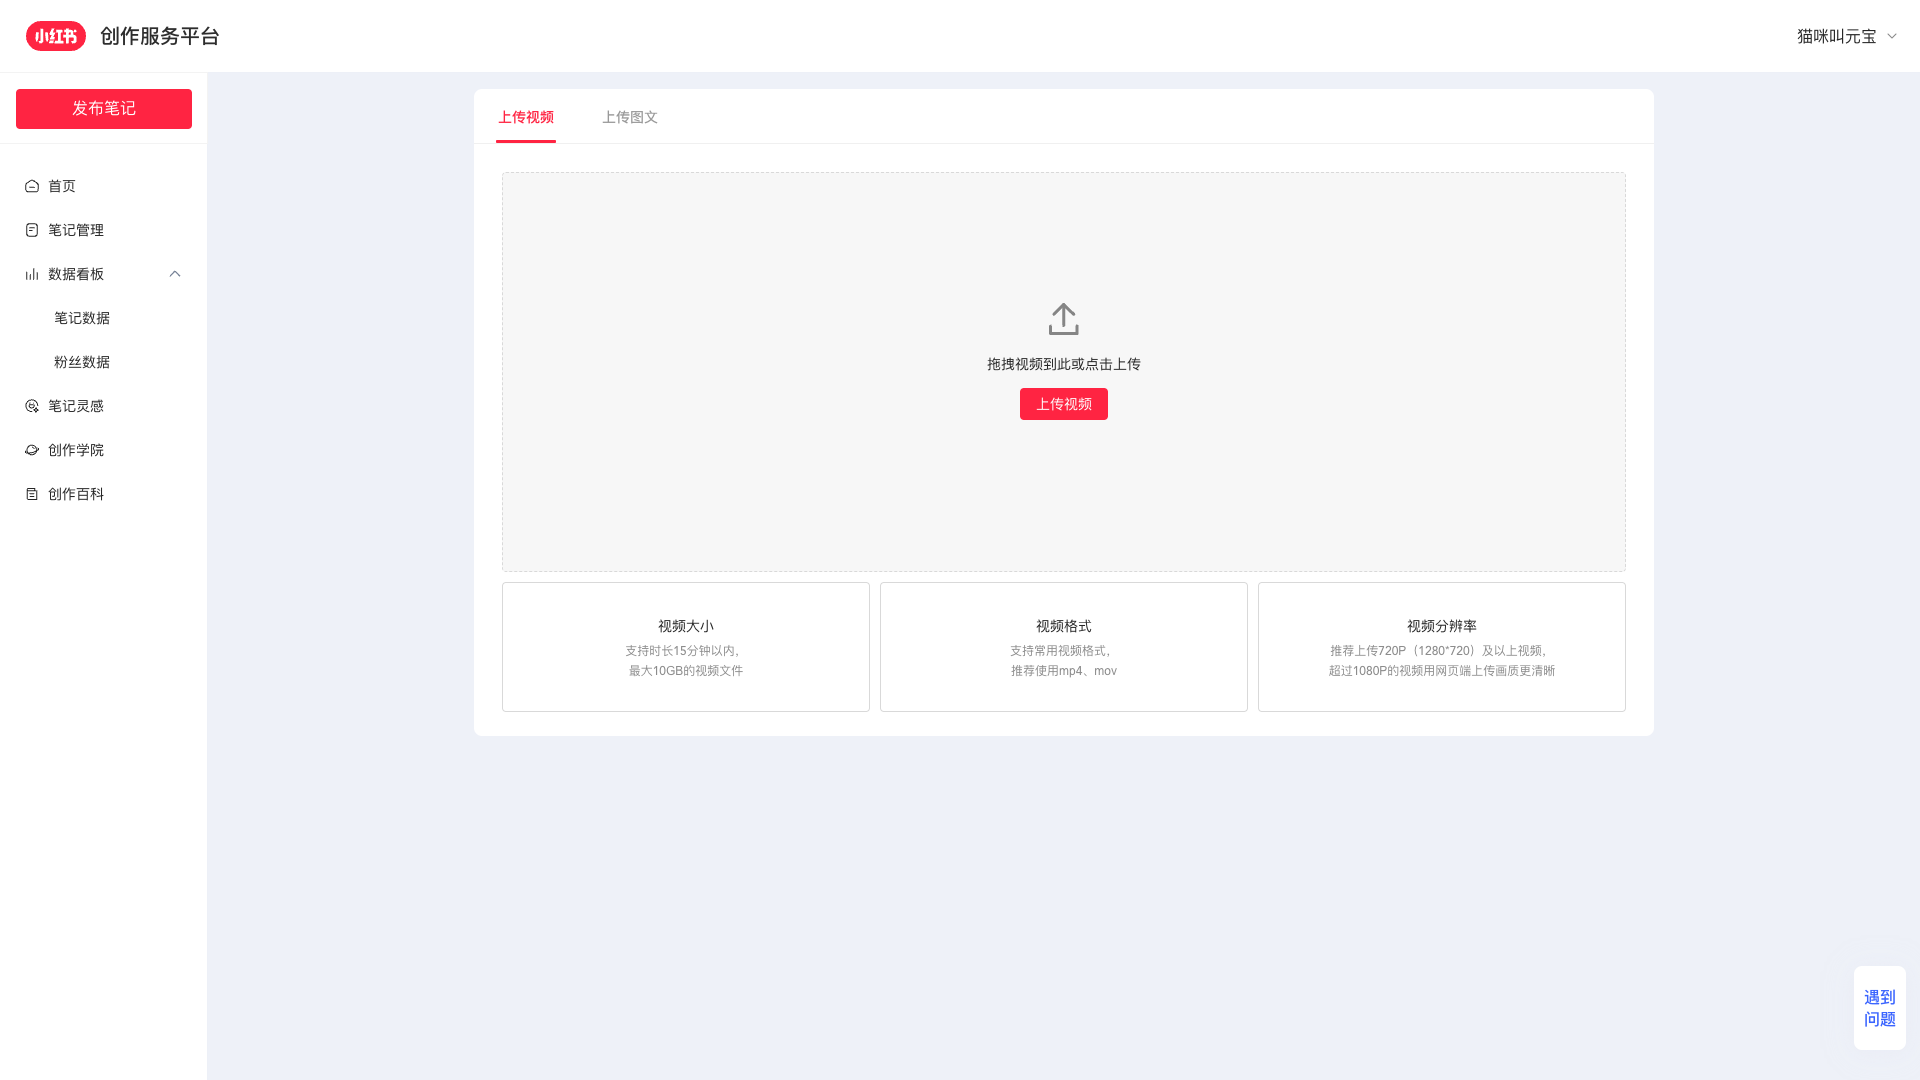 小红书 创作服务平台
猫咪叫元宝
发布笔记
首页
笔记管理
数据看板
笔记数据
粉丝数据
笔记灵感
创作学院
创作百科
上传视频
上传图文
拖拽视频到此或点击上传
上传视频
视频大小
支持时长15分钟以内，
最大10GB的视频文件
视频格式
支持常用视频格式，
推荐使用mp4、mov
视频分辨率
推荐上传720P（1280*720）及以上视频，
超过1080P的视频用网页端上传画质更清晰
遇到
问题